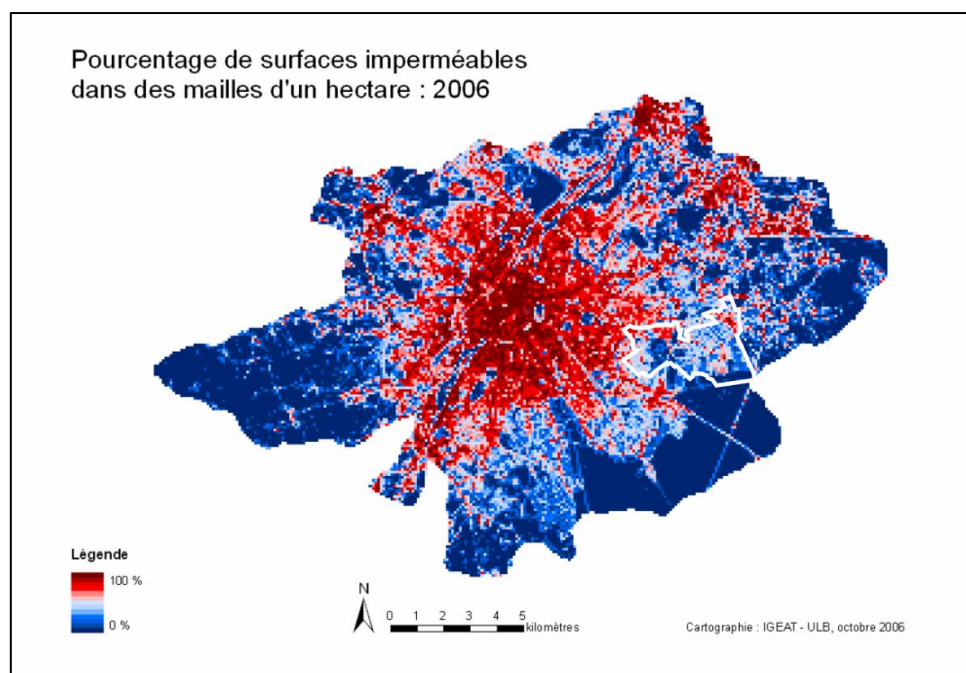 Pourcentage de surfaces imperméables
dans des mailles d'un hectare : 2006
Légende
100 %
0 %
N
0 1 2 3 4 5
kilomètres
Cartographie : IGEAT - ULB, octobre 2006